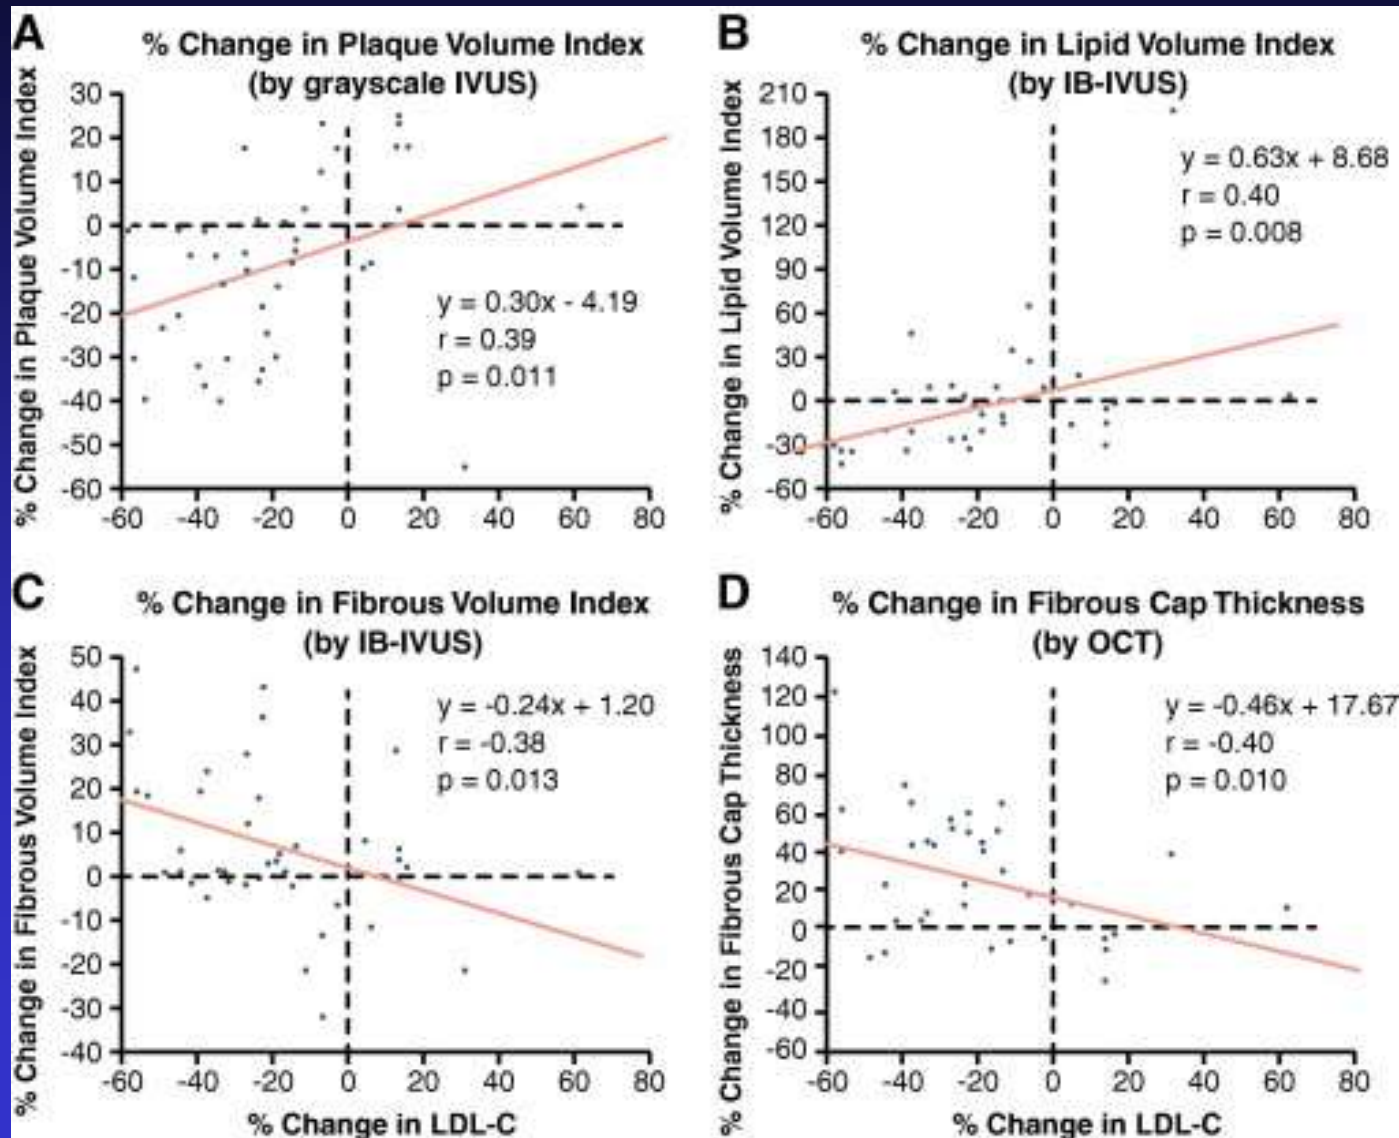 A
% Change in Plaque Volume Index
(by grayscale IVUS)
% Change in Plaque Volume Index
30
20
10
0
-10
-20
-30
-40
-50
-60
y = 0.30x - 4.19
r = 0.39
p = 0.011
-60 -40 -20 0 20 40 60 80
B
% Change in Lipid Volume Index
(by IB-IVUS)
% Change in Lipid Volume Index
210
180
150
120
90
60
30
0
-30
-60
y = 0.63x + 8.68
r = 0.40
p = 0.008
-60 -40 -20 0 20 40 60 80
C
% Change in Fibrous Volume Index
(by IB-IVUS)
% Change in Fibrous Volume Index
50
40
30
20
10
0
-10
-20
-30
-40
y = -0.24x + 1.20
r = -0.38
p = 0.013
-60 -40 -20 0 20 40 60 80
% Change in LDL-C
D
% Change in Fibrous Cap Thickness
(by OCT)
% Change in Fibrous Cap Thickness
140
120
100
80
60
40
20
0
-20
-40
-60
y = -0.46x + 17.67
r = -0.40
p = 0.010
-60 -40 -20 0 20 40 60 80
% Change in LDL-C